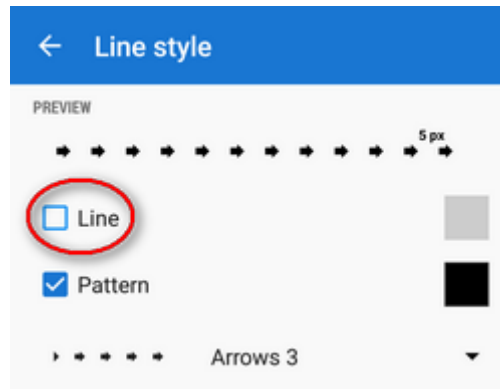 Line style
PREVIEW
5 px
Line
Pattern
Arrows 3